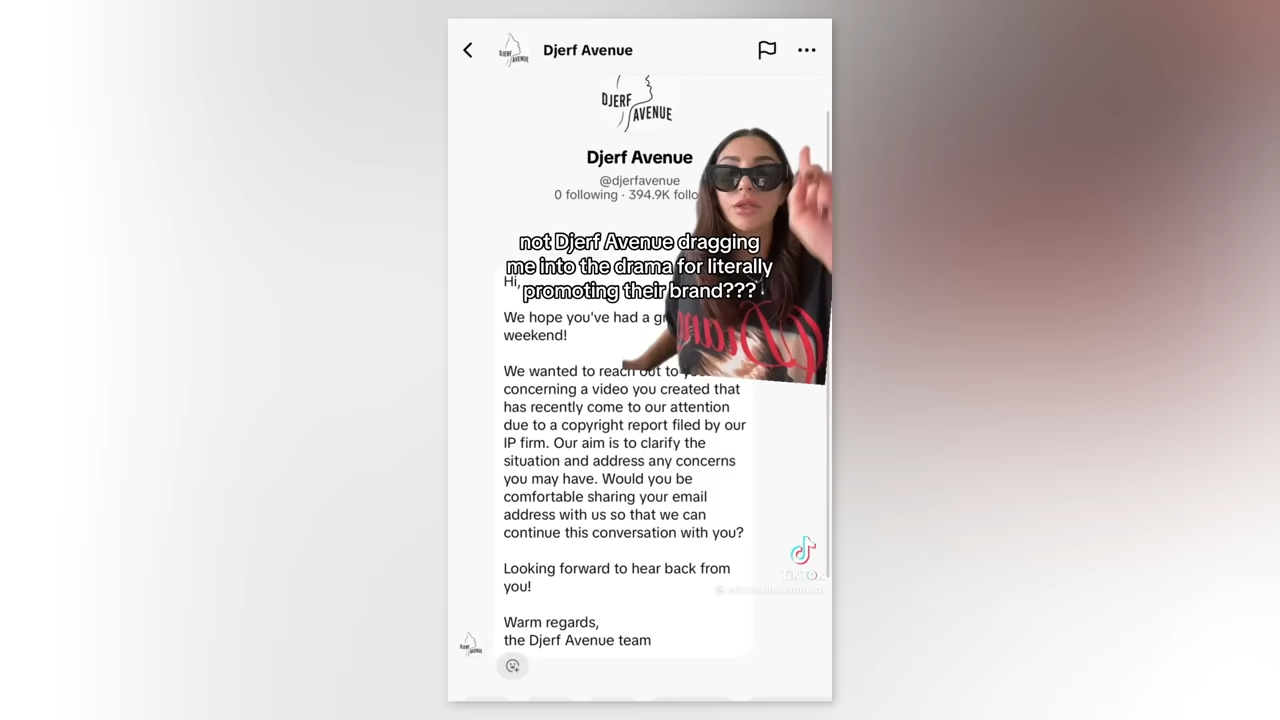 Djerf Avenue
DJERF
AVENUE
DJERF
AVENUE
Djerf Avenue
@djerfavenue
0 following · 394.9K follo
not Djerf Avenue dragging
me into the drama for literally
promoting their brand???
Hi,
We hope you've had a gr
weekend!
We wanted to reach out to yo
concerning a video you created that
has recently come to our attention
due to a copyright report filed by our
IP firm. Our aim is to clarify the
situation and address any concerns
you may have. Would you be
comfortable sharing your email
address with us so that we can
continue this conversation with you?
Looking forward to hear back from
you!
Warm regards,
the Djerf Avenue team
TikTok